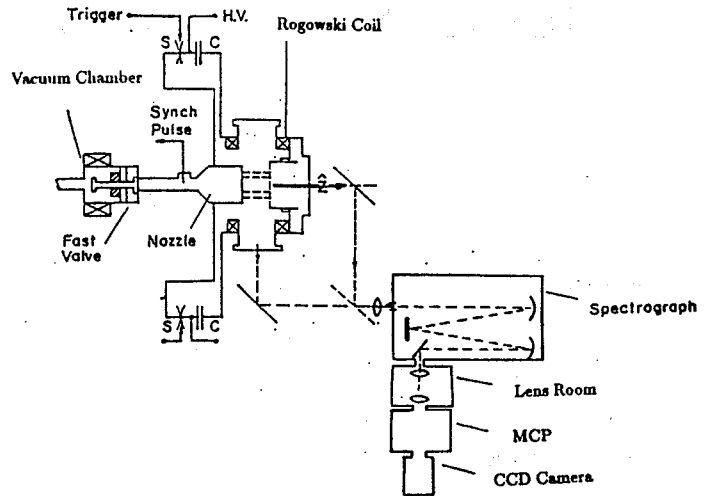 Trigger
H.V.
Rogowski Coil
S
C
Vacuum Chamber
Synch
Pulse
ẑ
Fast
Valve
Nozzle
S
C
Spectrograph
Lens Room
MCP
CCD Camera